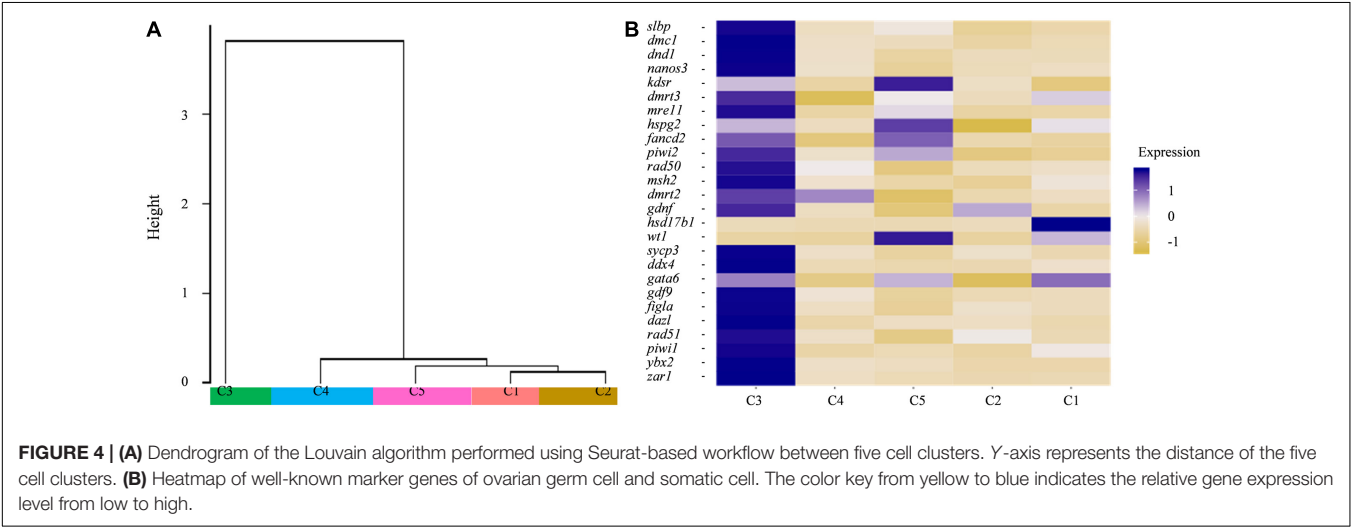 A
Height
3
2
1
0
C3 C4 C5 C1 C2
B
slbp -
dmc1 -
dnd1 -
nanos3 -
kdsr -
dmrt3 -
mre11 -
hspg2 -
fancd2 -
piwi2 -
rad50 -
msh2 -
dmrt2 -
gdnf -
hsd17b1 -
wt1 -
sycp3 -
ddx4 -
gata6 -
gdf9 -
figla -
dazl -
rad51 -
piwi1 -
ybx2 -
zar1 -
C3 C4 C5 C2 C1
Expression
1
0
-1
FIGURE 4 | (A) Dendrogram of the Louvain algorithm performed using Seurat-based workflow between five cell clusters. Y-axis represents the distance of the five
cell clusters. (B) Heatmap of well-known marker genes of ovarian germ cell and somatic cell. The color key from yellow to blue indicates the relative gene expression
level from low to high.